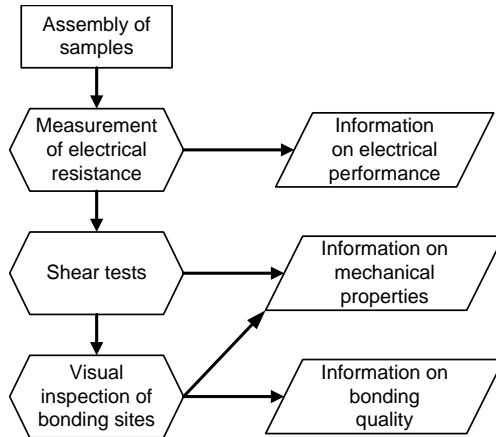 Assembly of
samples
Measurement
of electrical
resistance
Information
on electrical
performance
Shear tests
Information on
mechanical
properties
Visual
inspection of
bonding sites
Information on
bonding
quality